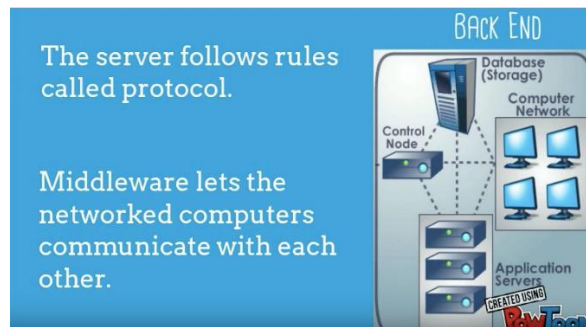 The server follows rules
called protocol.
Middleware lets the
networked computers
communicate with each
other.
BACK END
Database
(Storage)
Computer
Network
Control
Node
Application
Servers
CREATED USING